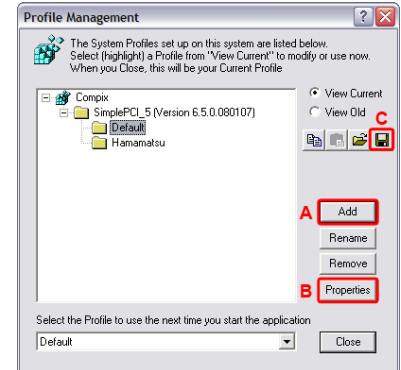 Profile Management
The System Profiles set up on this system are listed below.
Select (highlight) a Profile from "View Current" to modify or use now.
When you Close, this will be your Current Profile
Compix
SimplePCI_5 (Version 6.5.0.080107)
Default
Hamamatsu
View Current
View Old
C
A
Add
Rename
Remove
B
Properties
Select the Profile to use the next time you start the application
Default
Close